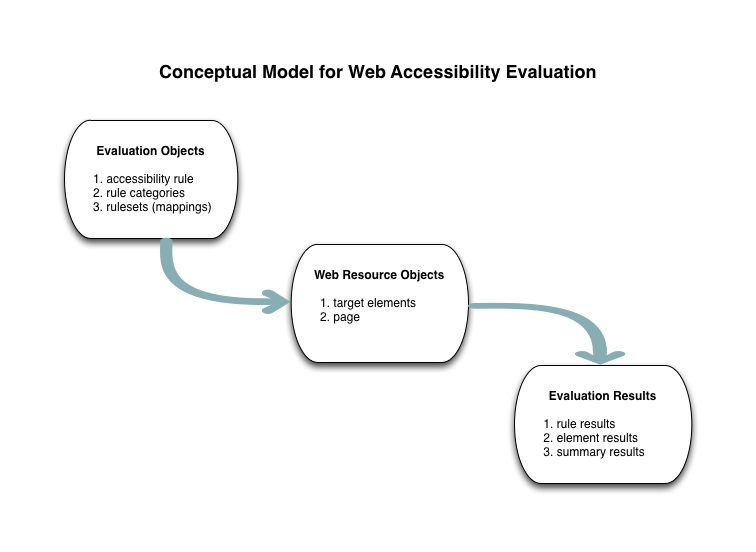 Conceptual Model for Web Accessibility Evaluation
Evaluation Objects
1. accessibility rule
2. rule categories
3. rulesets (mappings)
Web Resource Objects
1. target elements
2. page
Evaluation Results
1. rule results
2. element results
3. summary results